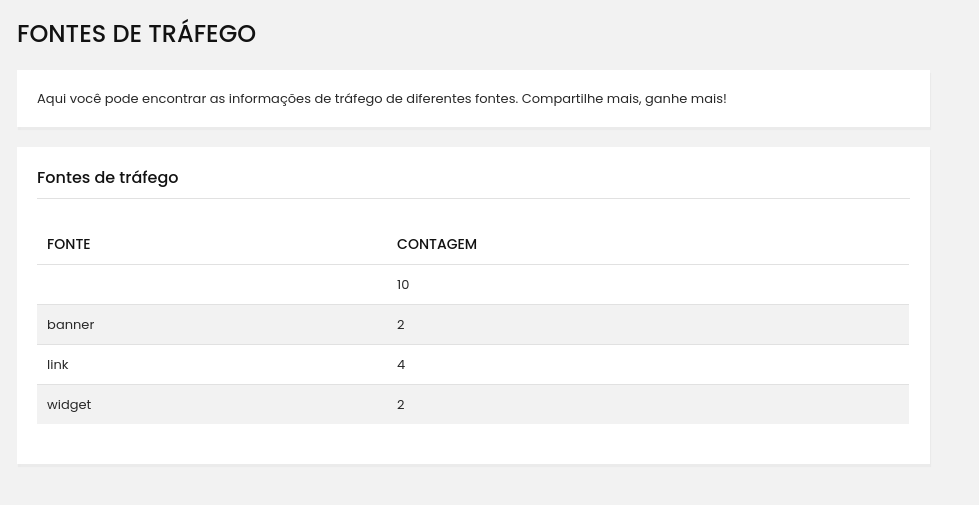 FONTES DE TRÁFEGO
Aqui você pode encontrar as informações de tráfego de diferentes fontes. Compartilhe mais, ganhe mais!
Fontes de tráfego
FONTE CONTAGEM
10
banner 2
link 4
widget 2